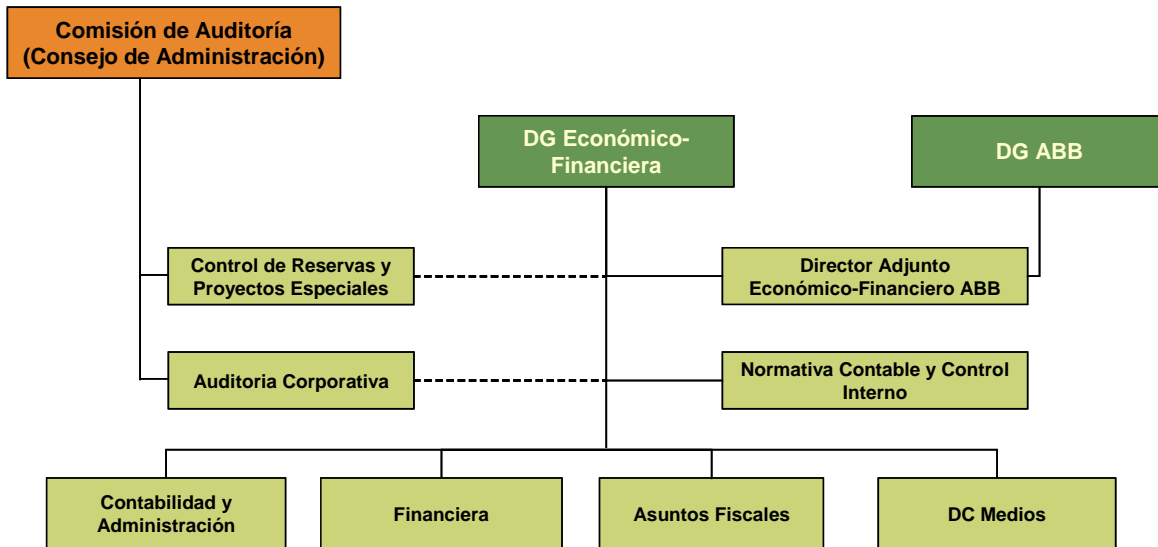 Comisión de Auditoría
(Consejo de Administración)
DG Económico-
Financiera
DG ABB
Control de Reservas y
Proyectos Especiales
Director Adjunto
Económico-Financiero ABB
Auditoria Corporativa
Normativa Contable y Control
Interno
Contabilidad y
Administración
Financiera
Asuntos Fiscales
DC Medios